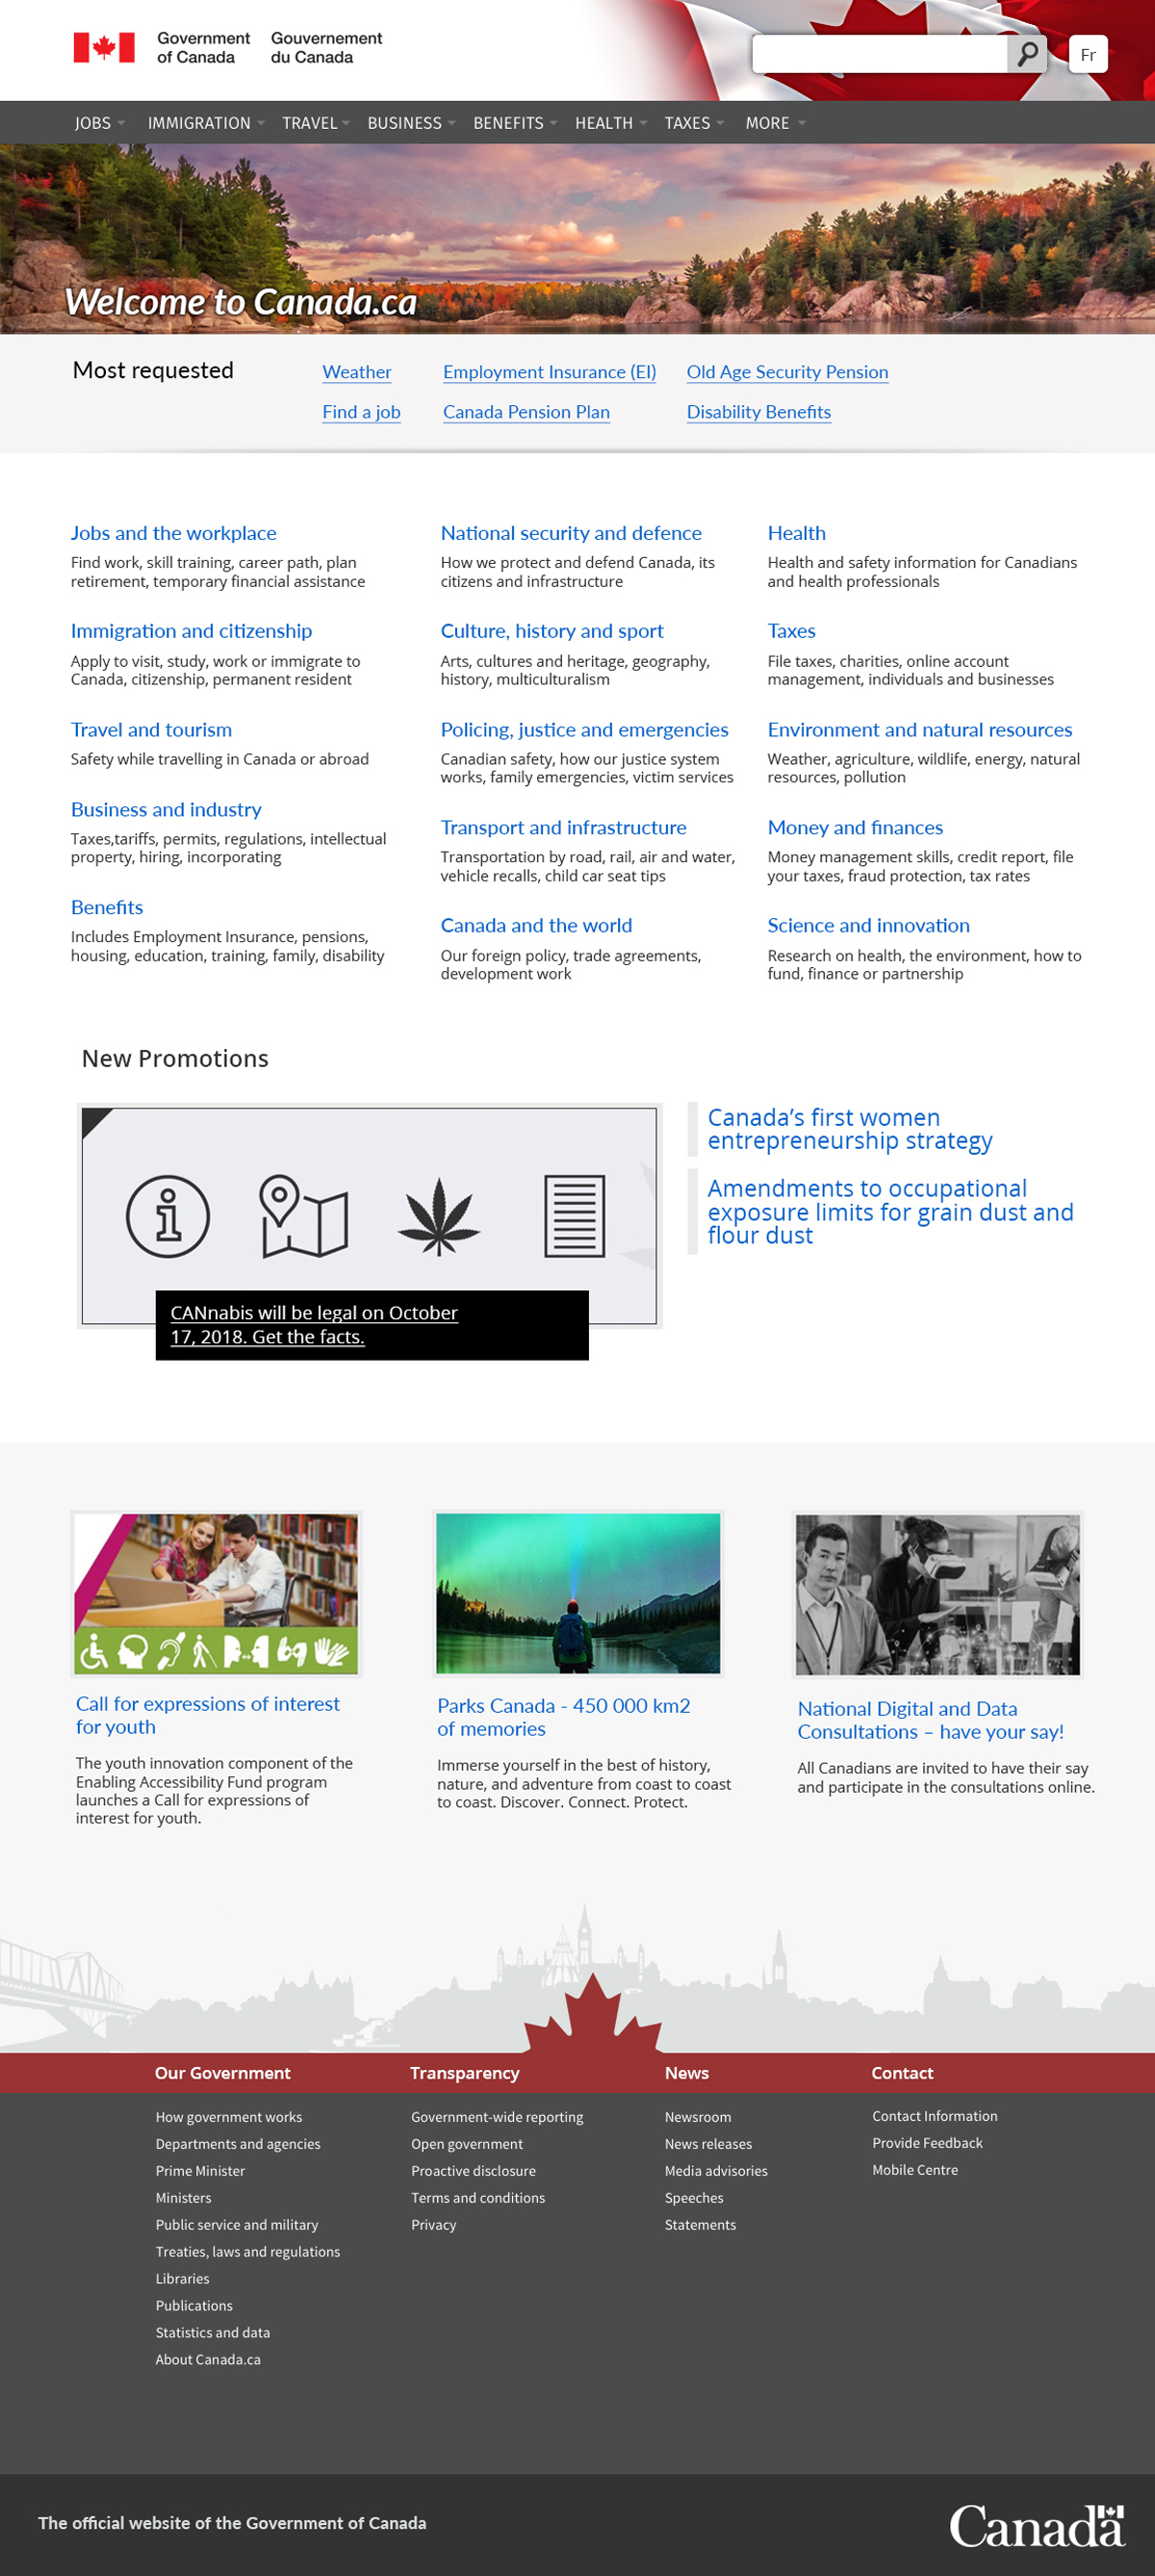 Government
of Canada
Gouvernement
du Canada
Fr
JOBS IMMIGRATION TRAVEL BUSINESS BENEFITS HEALTH TAXES MORE
Welcome to Canada.ca
Most requested
Weather
Employment Insurance (EI)
Old Age Security Pension
Find a job
Canada Pension Plan
Disability Benefits
Jobs and the workplace
Find work, skill training, career path, plan
retirement, temporary financial assistance
Immigration and citizenship
Apply to visit, study, work or immigrate to
Canada, citizenship, permanent resident
Travel and tourism
Safety while travelling in Canada or abroad
Business and industry
Taxes,tariffs, permits, regulations, intellectual
property, hiring, incorporating
Benefits
Includes Employment Insurance, pensions,
housing, education, training, family, disability
National security and defence
How we protect and defend Canada, its
citizens and infrastructure
Culture, history and sport
Arts, cultures and heritage, geography,
history, multiculturalism
Policing, justice and emergencies
Canadian safety, how our justice system
works, family emergencies, victim services
Transport and infrastructure
Transportation by road, rail, air and water,
vehicle recalls, child car seat tips
Canada and the world
Our foreign policy, trade agreements,
development work
Health
Health and safety information for Canadians
and health professionals
Taxes
File taxes, charities, online account
management, individuals and businesses
Environment and natural resources
Weather, agriculture, wildlife, energy, natural
resources, pollution
Money and finances
Money management skills, credit report, file
your taxes, fraud protection, tax rates
Science and innovation
Research on health, the environment, how to
fund, finance or partnership
New Promotions
CANnabis will be legal on October
17, 2018. Get the facts.
Canada’s first women
entrepreneurship strategy
Amendments to occupational
exposure limits for grain dust and
flour dust
Call for expressions of interest
for youth
The youth innovation component of the
Enabling Accessibility Fund program
launches a Call for expressions of
interest for youth.
Parks Canada - 450 000 km2
of memories
Immerse yourself in the best of history,
nature, and adventure from coast to coast
to coast. Discover. Connect. Protect.
National Digital and Data
Consultations – have your say!
All Canadians are invited to have their say
and participate in the consultations online.
Our Government
How government works
Departments and agencies
Prime Minister
Ministers
Public service and military
Treaties, laws and regulations
Libraries
Publications
Statistics and data
About Canada.ca
Transparency
Government-wide reporting
Open government
Proactive disclosure
Terms and conditions
Privacy
News
Newsroom
News releases
Media advisories
Speeches
Statements
Contact
Contact Information
Provide Feedback
Mobile Centre
The official website of the Government of Canada
Canada